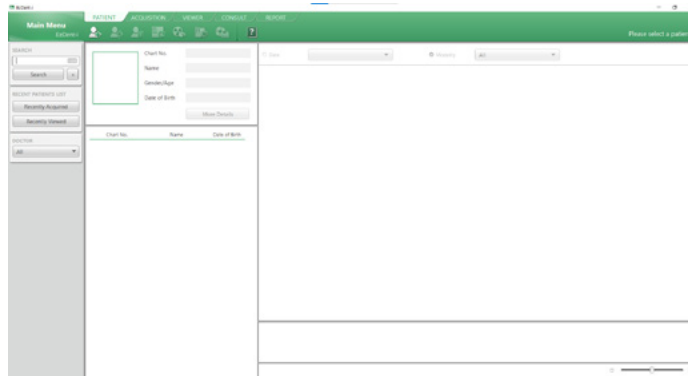 EzDent-i
Main Menu
EzDent-i
PATIENT ACQUISITION VIEWER CONSULT REPORT
?
Please select a patient
SEARCH
Search
RECENT PATIENTS LIST
Recently Acquired
Recently Viewed
DOCTOR
All
Chart No.
Name
Gender/Age
Date of Birth
More Details
Chart No. Name Date of Birth
Date
Modality All